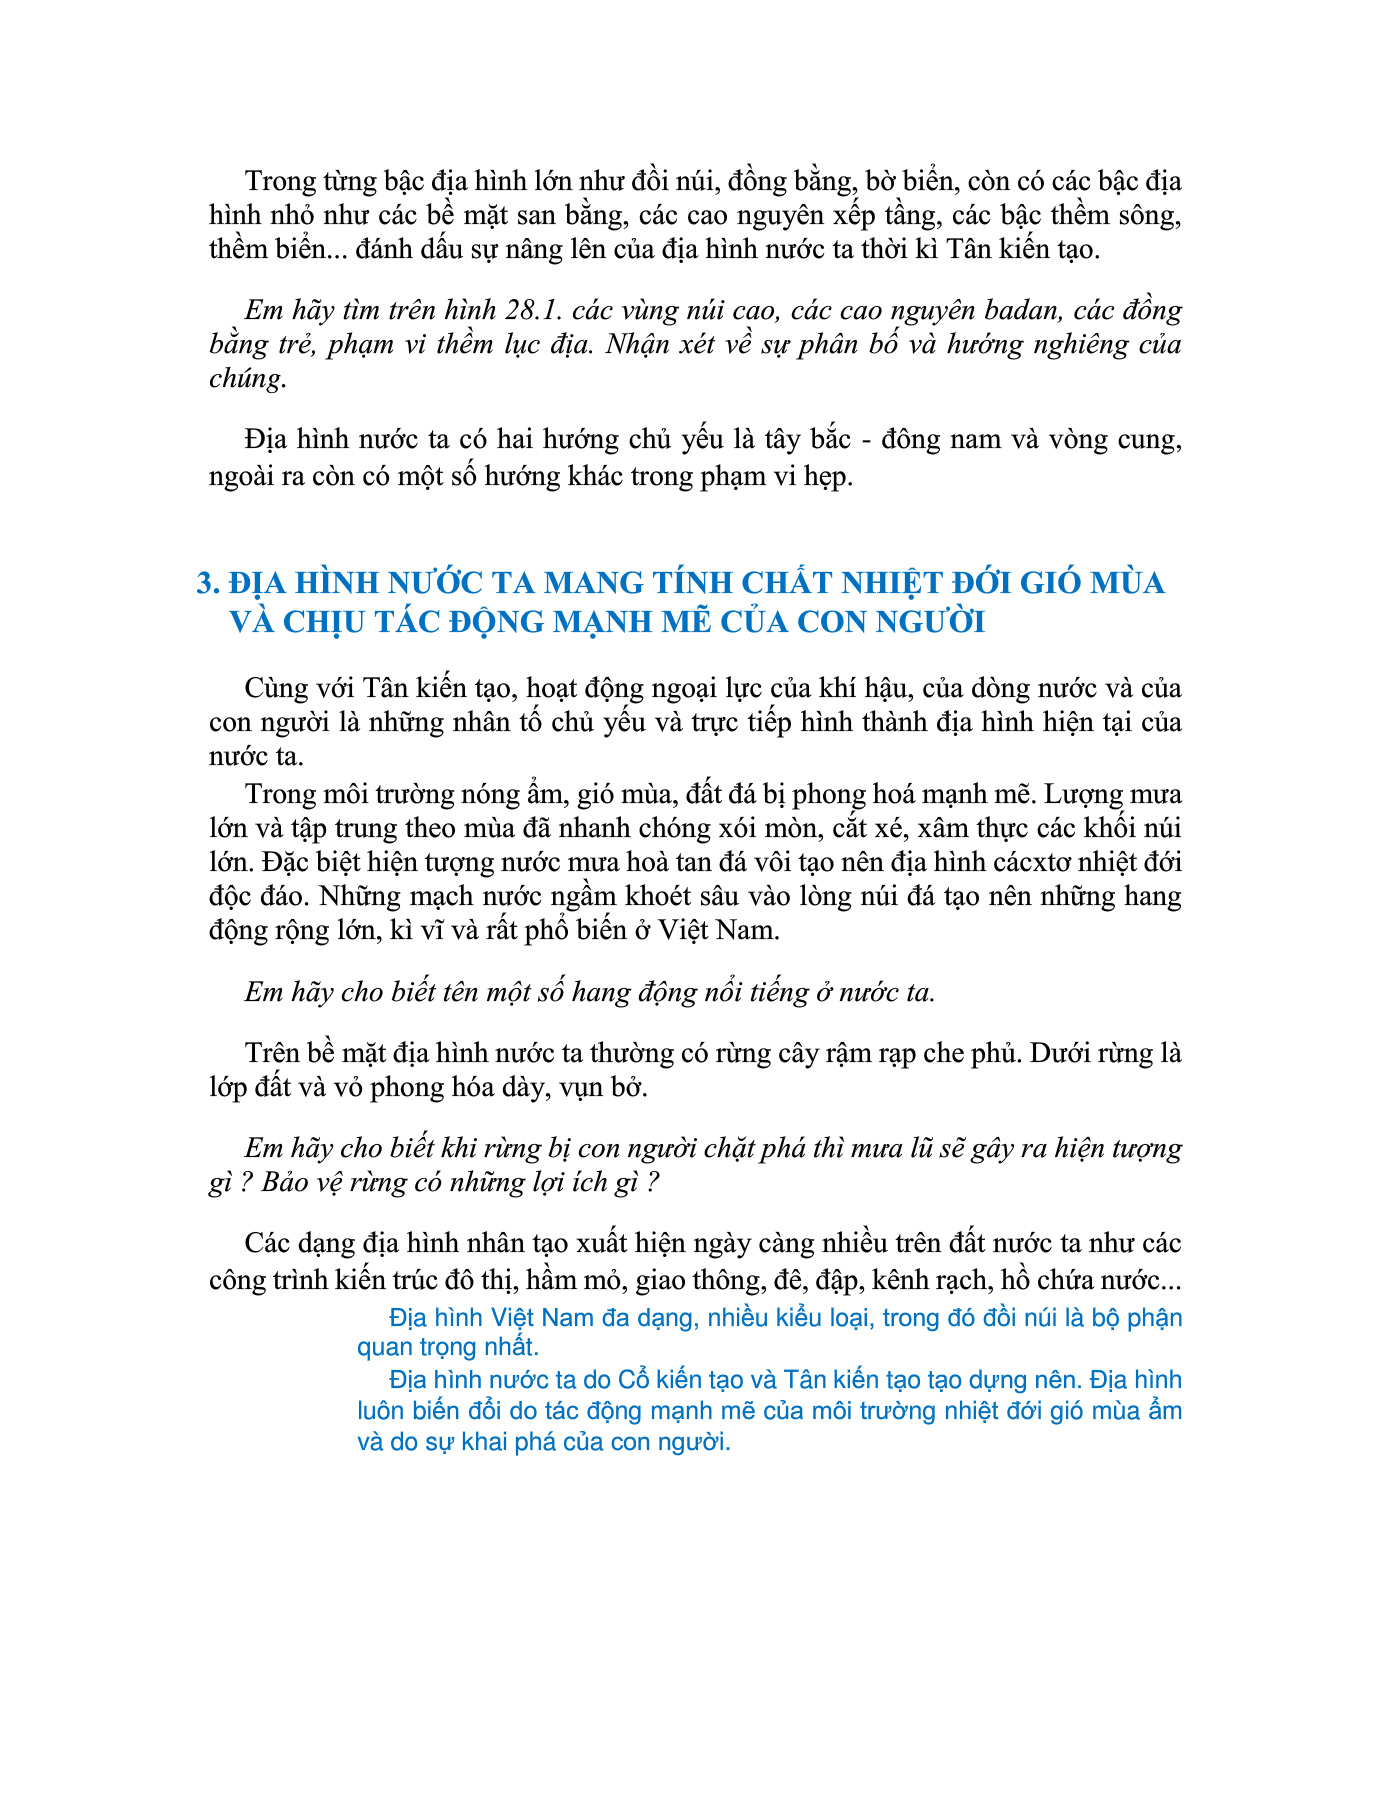 Trong từng bậc địa hình lớn như đồi núi, đồng bằng, bờ biển, còn có các bậc địa
hình nhỏ như các bề mặt san bằng, các cao nguyên xếp tầng, các bậc thềm sông,
thềm biển... đánh dấu sự nâng lên của địa hình nước ta thời kì Tân kiến tạo.
Em hãy tìm trên hình 28.1. các vùng núi cao, các cao nguyên badan, các đồng
bằng trẻ, phạm vi thềm lục địa. Nhận xét về sự phân bố và hướng nghiêng của
chúng.
Địa hình nước ta có hai hướng chủ yếu là tây bắc - đông nam và vòng cung,
ngoài ra còn có một số hướng khác trong phạm vi hẹp.
3. ĐỊA HÌNH NƯỚC TA MANG TÍNH CHẤT NHIỆT ĐỚI GIÓ MÙA
VÀ CHỊU TÁC ĐỘNG MẠNH MẼ CỦA CON NGƯỜI
Cùng với Tân kiến tạo, hoạt động ngoại lực của khí hậu, của dòng nước và của
con người là những nhân tố chủ yếu và trực tiếp hình thành địa hình hiện tại của
nước ta.
Trong môi trường nóng ẩm, gió mùa, đất đá bị phong hoá mạnh mẽ. Lượng mưa
lớn và tập trung theo mùa đã nhanh chóng xói mòn, cắt xé, xâm thực các khối núi
lớn. Đặc biệt hiện tượng nước mưa hoà tan đá vôi tạo nên địa hình cácxtơ nhiệt đới
độc đáo. Những mạch nước ngầm khoét sâu vào lòng núi đá tạo nên những hang
động rộng lớn, kì vĩ và rất phổ biến ở Việt Nam.
Em hãy cho biết tên một số hang động nổi tiếng ở nước ta.
Trên bề mặt địa hình nước ta thường có rừng cây rậm rạp che phủ. Dưới rừng là
lớp đất và vỏ phong hóa dày, vụn bở.
Em hãy cho biết khi rừng bị con người chặt phá thì mưa lũ sẽ gây ra hiện tượng
gì ? Bảo vệ rừng có những lợi ích gì ?
Các dạng địa hình nhân tạo xuất hiện ngày càng nhiều trên đất nước ta như các
công trình kiến trúc đô thị, hầm mỏ, giao thông, đê, đập, kênh rạch, hồ chứa nước...
Địa hình Việt Nam đa dạng, nhiều kiểu loại, trong đó đồi núi là bộ phận
quan trọng nhất.
Địa hình nước ta do Cổ kiến tạo và Tân kiến tạo tạo dựng nên. Địa hình
luôn biến đổi do tác động mạnh mẽ của môi trường nhiệt đới gió mùa ẩm
và do sự khai phá của con người.